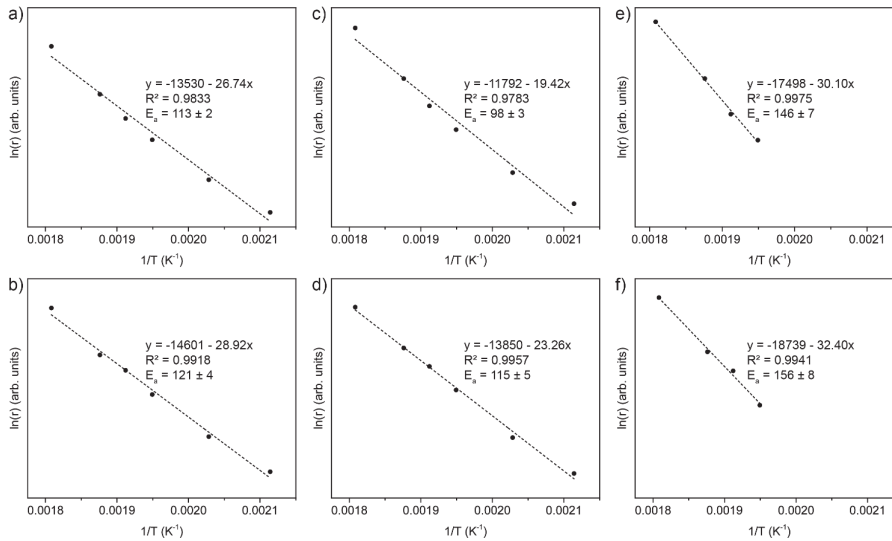 a)
y = -13530 - 26.74x
R² = 0.9833
Eₐ = 113 ± 2
ln(r) (arb. units)
0.0018 0.0019 0.0020 0.0021
1/T (K⁻¹)
c)
y = -11792 - 19.42x
R² = 0.9783
Eₐ = 98 ± 3
ln(r) (arb. units)
0.0018 0.0019 0.0020 0.0021
1/T (K⁻¹)
e)
y = -17498 - 30.10x
R² = 0.9975
Eₐ = 146 ± 7
ln(r) (arb. units)
0.0018 0.0019 0.0020 0.0021
1/T (K⁻¹)
b)
y = -14601 - 28.92x
R² = 0.9918
Eₐ = 121 ± 4
ln(r) (arb. units)
0.0018 0.0019 0.0020 0.0021
1/T (K⁻¹)
d)
y = -13850 - 23.26x
R² = 0.9957
Eₐ = 115 ± 5
ln(r) (arb. units)
0.0018 0.0019 0.0020 0.0021
1/T (K⁻¹)
f)
y = -18739 - 32.40x
R² = 0.9941
Eₐ = 156 ± 8
ln(r) (arb. units)
0.0018 0.0019 0.0020 0.0021
1/T (K⁻¹)